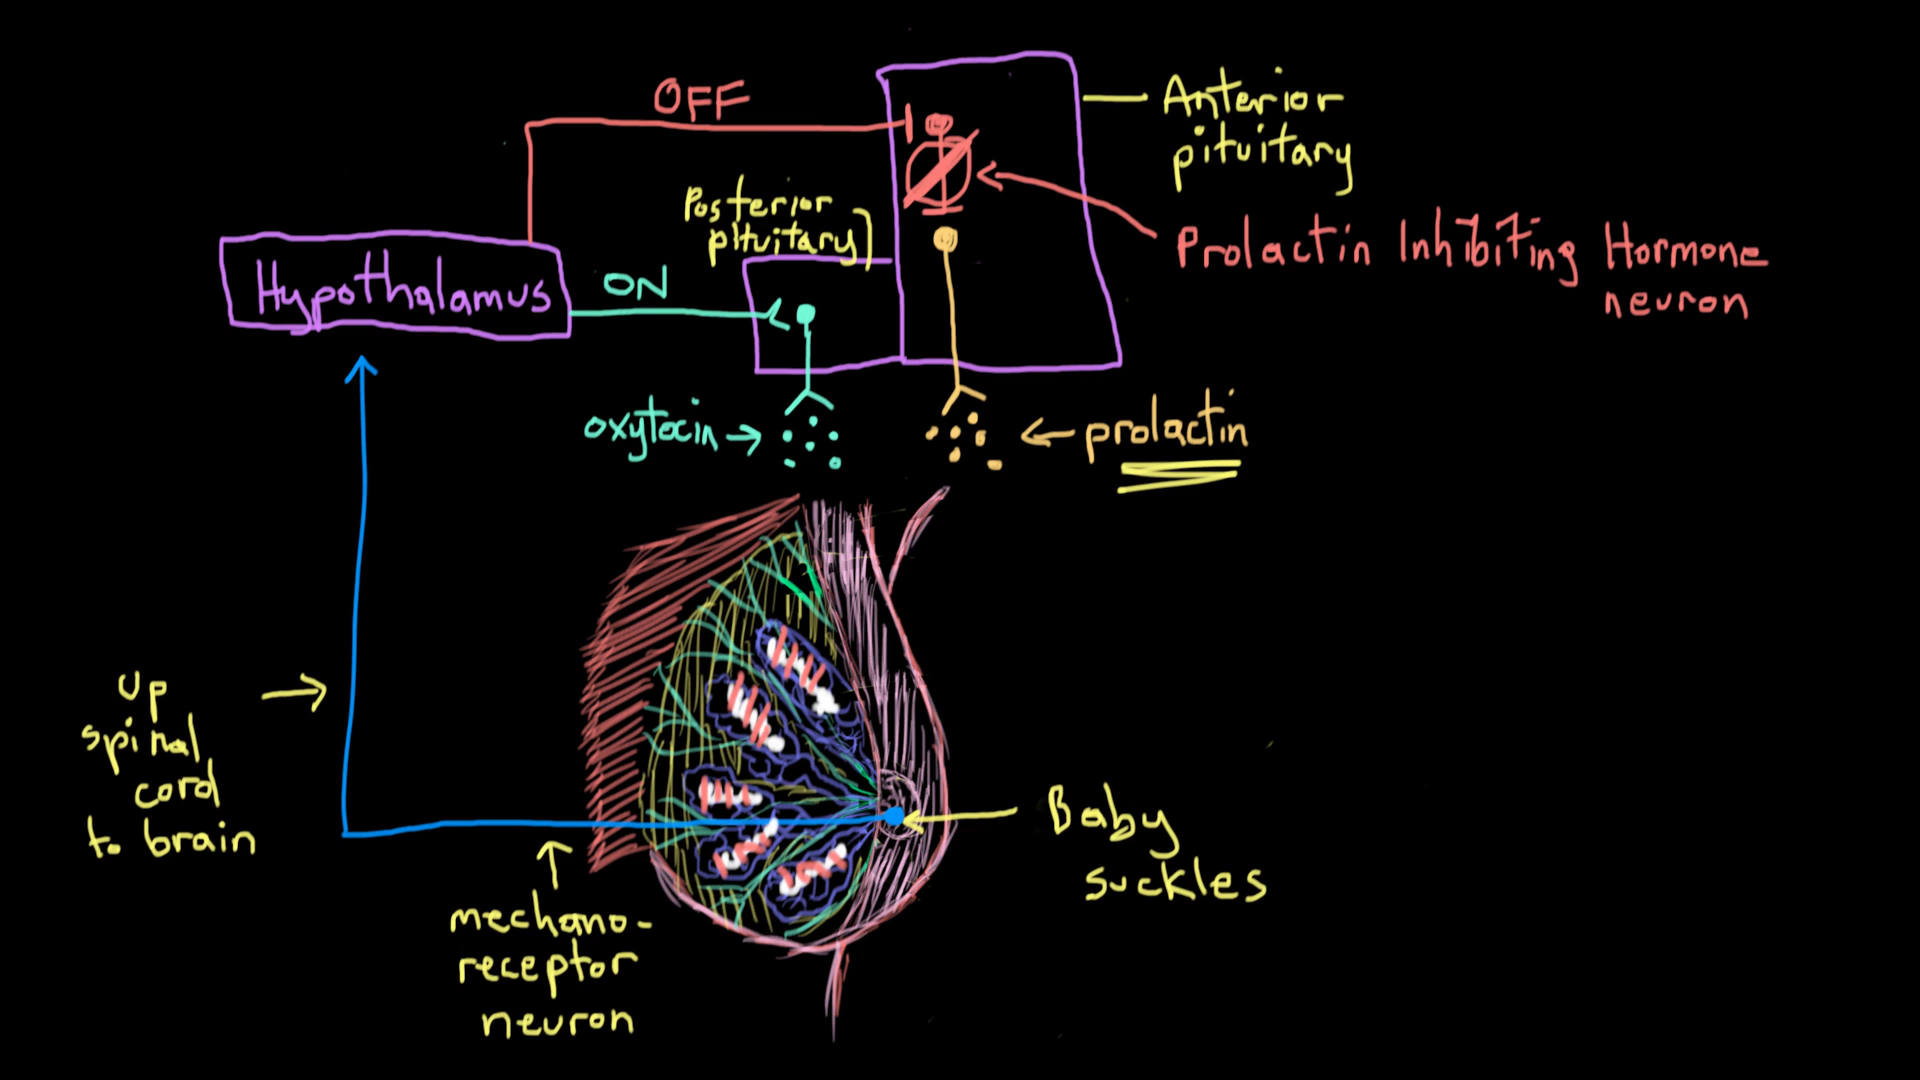 OFF
Anterior
pituitary
Posterior
pituitary
Prolactin Inhibiting Hormone
neuron
Hypothalamus
ON
oxytocin
prolactin
Up
spinal
cord
to brain
Baby
suckles
mechano-
receptor
neuron